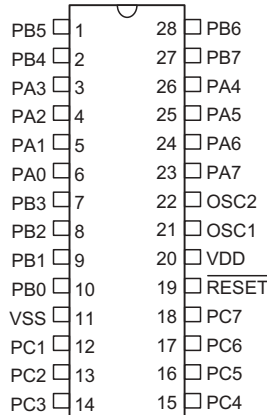 PB5 1 28 PB6
PB4 2 27 PB7
PA3 3 26 PA4
PA2 4 25 PA5
PA1 5 24 PA6
PA0 6 23 PA7
PB3 7 22 OSC2
PB2 8 21 OSC1
PB1 9 20 VDD
PB0 10 19 RESET
VSS 11 18 PC7
PC1 12 17 PC6
PC2 13 16 PC5
PC3 14 15 PC4